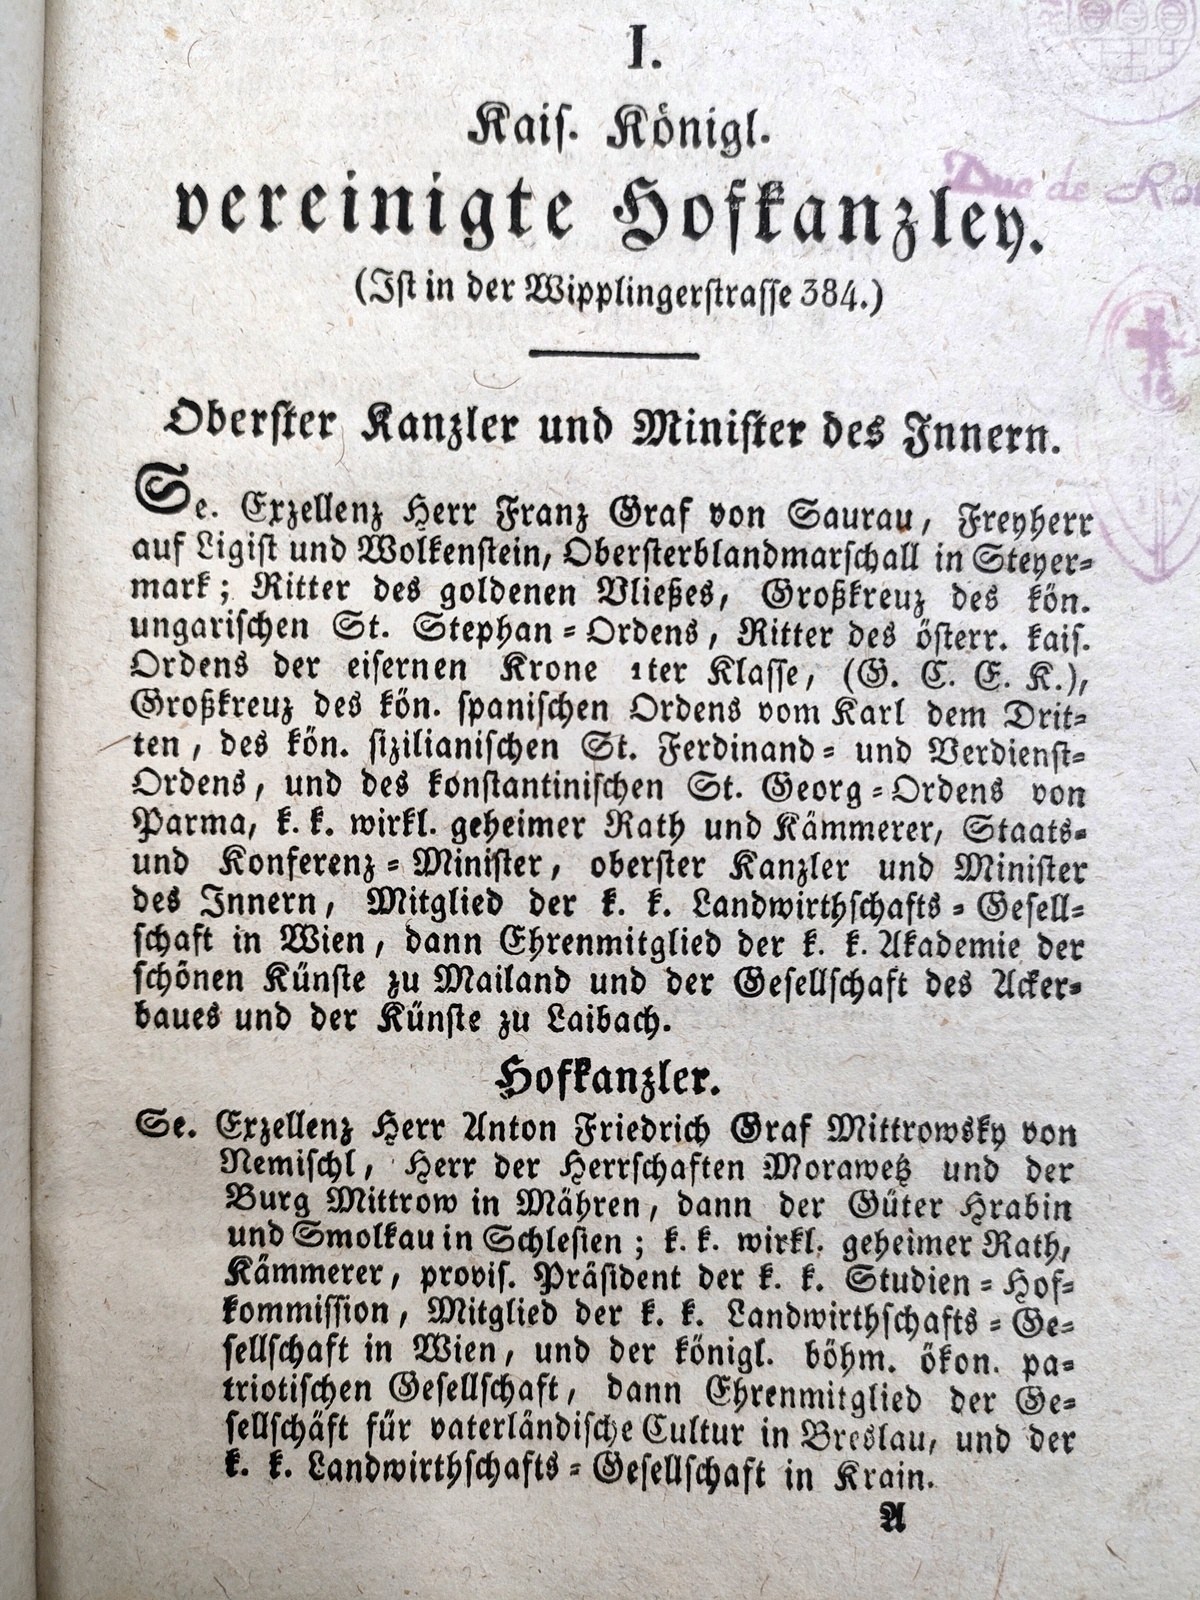 I.
Kais. Königl.
vereinigte Hofkanzley.
(Ist in der Wipplingerstrasse 384.)
Duc de
16
Oberster Kanzler und Minister des Innern.
Se. Exzellenz Herr Franz Graf von Saurau, Freyherr
auf Ligist und Wolkenstein, Obersterblandmarschall in Steyer=
mark; Ritter des goldenen Vließes, Großkreuz des kön.
ungarischen St. Stephan=Ordens, Ritter des österr. kais.
Ordens der eisernen Krone 1ter Klasse, (G. C. E. K.),
Großkreuz des kön. spanischen Ordens vom Karl dem Drit=
ten, des kön. sizilianischen St. Ferdinand= und Verdienst=
Ordens, und des konstantinischen St. Georg=Ordens von
Parma, k. k. wirkl. geheimer Rath und Kämmerer, Staats=
und Konferenz=Minister, oberster Kanzler und Minister
des Innern, Mitglied der k. k. Landwirthschafts=Gesell=
schaft in Wien, dann Ehrenmitglied der k. k. Akademie der
schönen Künste zu Mailand und der Gesellschaft des Acker=
baues und der Künste zu Laibach.
Hofkanzler.
Se. Exzellenz Herr Anton Friedrich Graf Mittrowsky von
Nemischl, Herr der Herrschaften Morawetz und der
Burg Mittrow in Mähren, dann der Güter Hrabin
und Smolkau in Schlesien; k. k. wirkl. geheimer Rath,
Kämmerer, provis. Präsident der k. k. Studien=Hof=
kommission, Mitglied der k. k. Landwirthschafts=Ge=
sellschaft in Wien, und der königl. böhm. ökon. pa=
triotischen Gesellschaft, dann Ehrenmitglied der Ge=
sellschäft für vaterländische Cultur in Breslau, und der
k. k. Landwirthschafts=Gesellschaft in Krain.
A